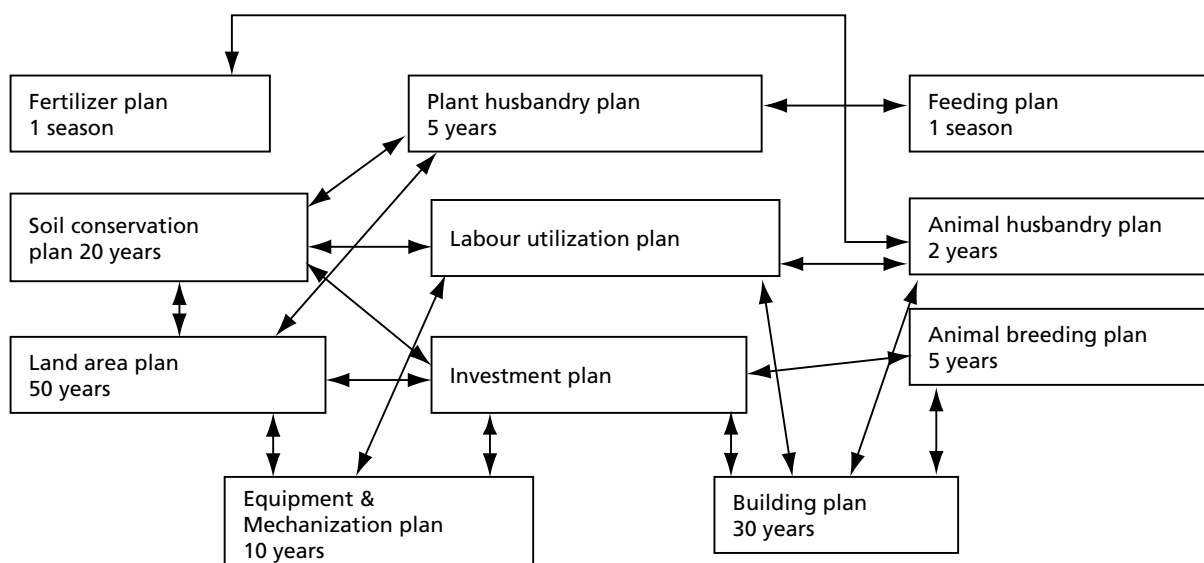 Fertilizer plan
1 season
Plant husbandry plan
5 years
Feeding plan
1 season
Soil conservation
plan 20 years
Labour utilization plan
Animal husbandry plan
2 years
Land area plan
50 years
Investment plan
Animal breeding plan
5 years
Equipment &
Mechanization plan
10 years
Building plan
30 years